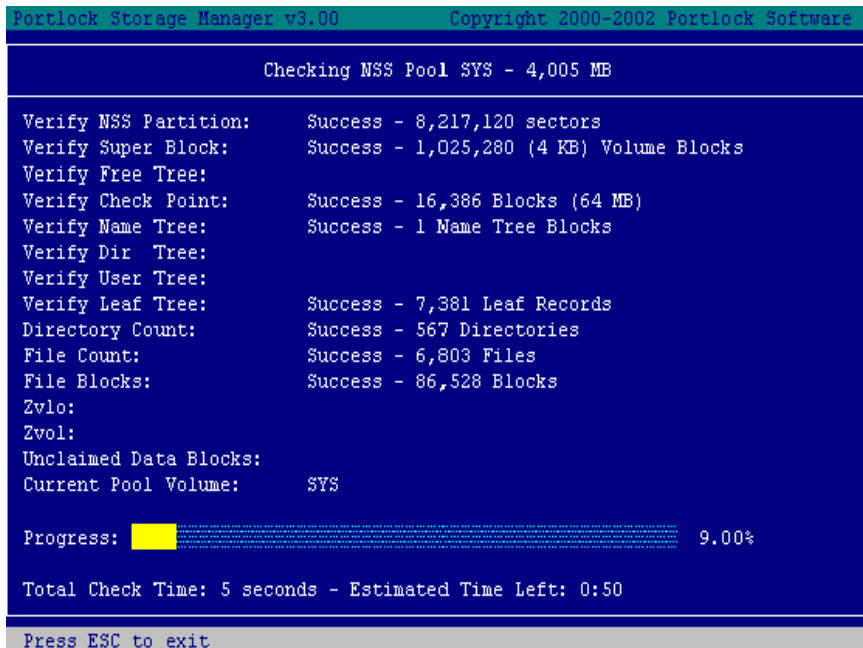 Portlock Storage Manager v3.00 Copyright 2000-2002 Portlock Software
Checking NSS Pool SYS - 4,005 MB
Verify NSS Partition: Success - 8,217,120 sectors
Verify Super Block: Success - 1,025,280 (4 KB) Volume Blocks
Verify Free Tree:
Verify Check Point: Success - 16,386 Blocks (64 MB)
Verify Name Tree: Success - 1 Name Tree Blocks
Verify Dir Tree:
Verify User Tree:
Verify Leaf Tree: Success - 7,381 Leaf Records
Directory Count: Success - 567 Directories
File Count: Success - 6,803 Files
File Blocks: Success - 86,528 Blocks
Zvlo:
Zvol:
Unclaimed Data Blocks:
Current Pool Volume: SYS
Progress: 9.00%
Total Check Time: 5 seconds - Estimated Time Left: 0:50
Press ESC to exit